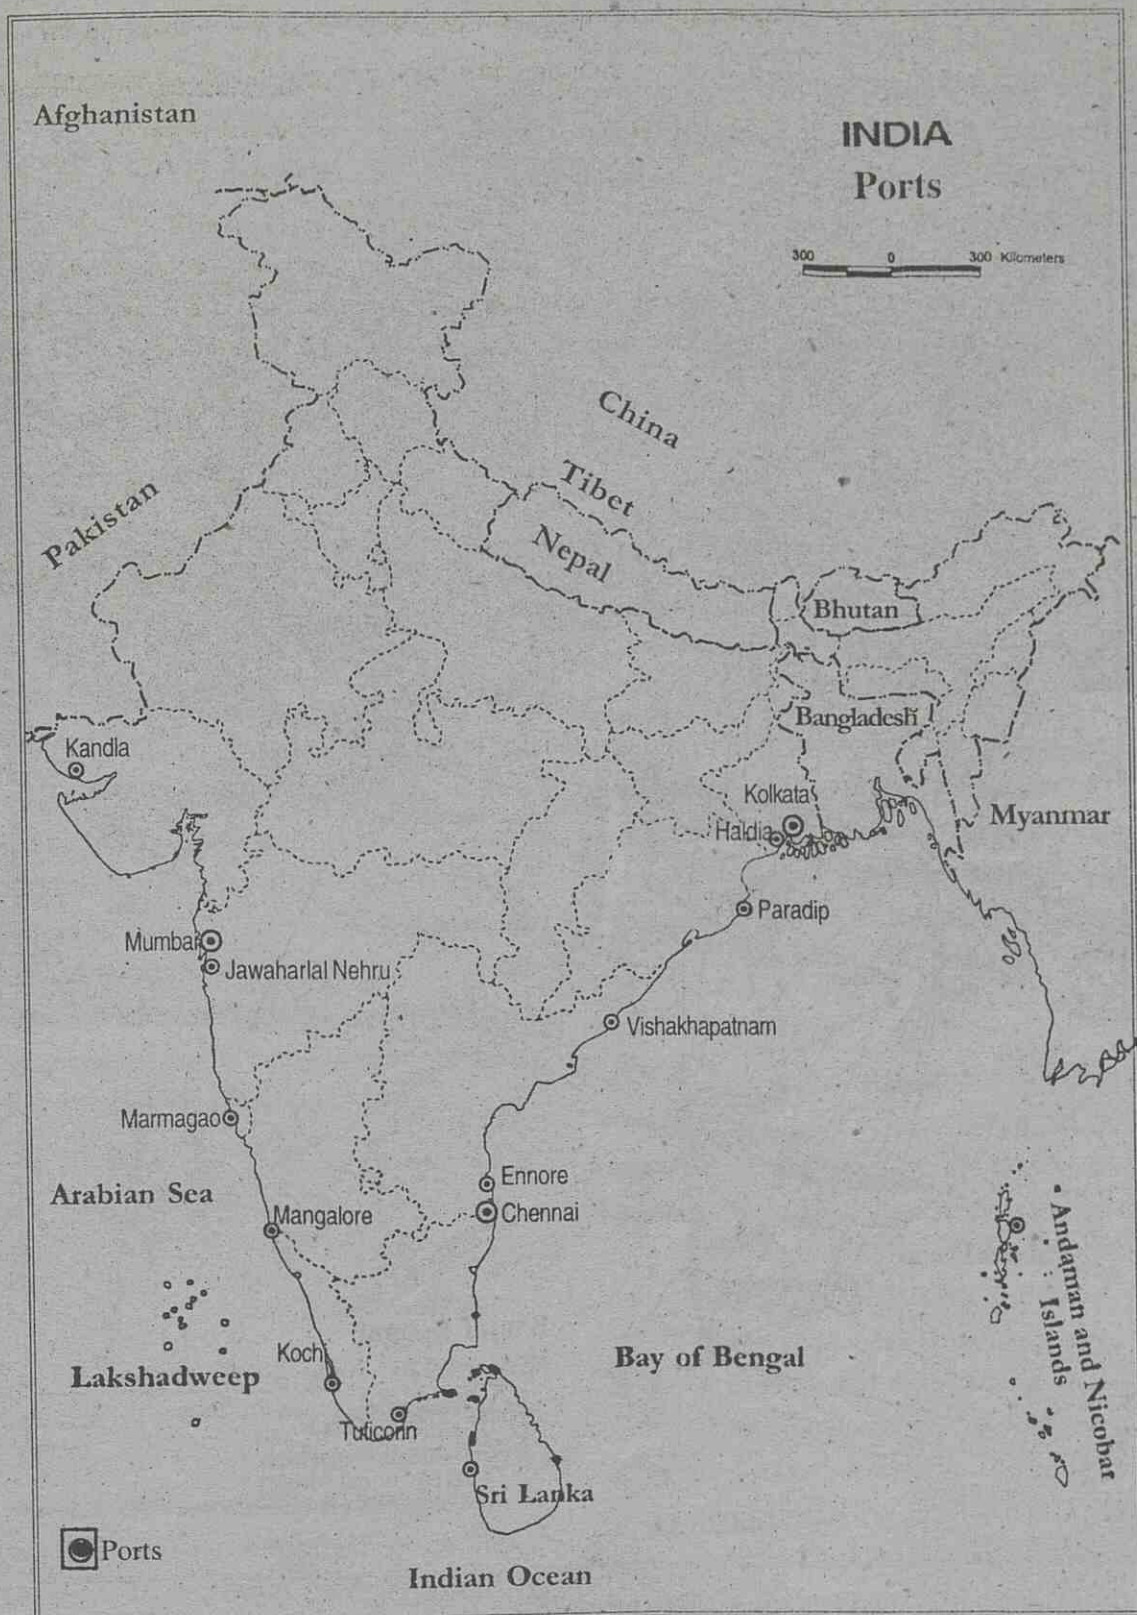 Afghanistan
INDIA
Ports
300 0 300 Kilometers
China
Tibet
Pakistan
Nepal
Bhutan
Bangladesh
Kandla
Kolkata
Myanmar
Haldia
Paradip
Mumbai
Jawaharlal Nehru
Vishakhapatnam
Marmagao
Ennore
Arabian Sea
Chennai
Mangalore
Andaman and Nicobar
Islands
Kochi
Bay of Bengal
Lakshadweep
Tuticorin
Sri Lanka
Ports
Indian Ocean